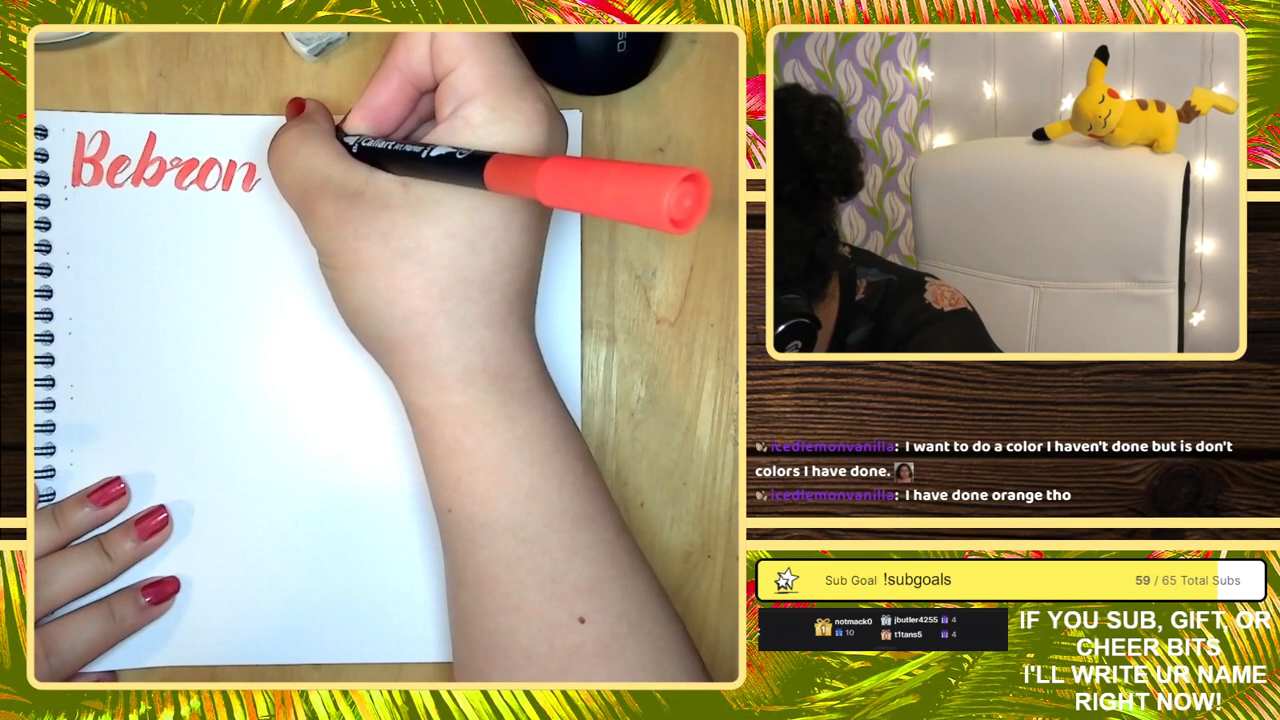 Bebron
icedlemonvanilla: I want to do a color I haven't done but is don't
colors I have done.
icedlemonvanilla: I have done orange tho
Sub Goal !subgoals 59 / 65 Total Subs
notmack0 10
jbutler4255 4
t1tans5 4
IF YOU SUB, GIFT, OR
CHEER BITS
I'LL WRITE UR NAME
RIGHT NOW!